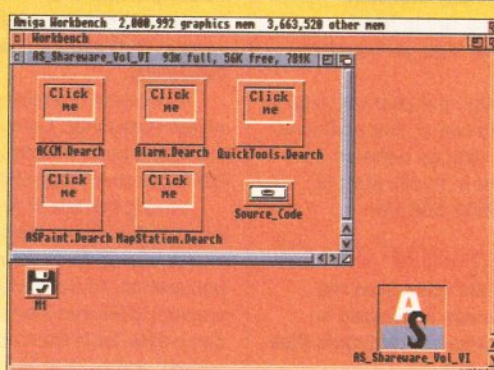 Amiga Workbench 2,000,992 graphics mem 3,663,520 other mem
Workbench
AS_Shareware_Vol_VI 93% full, 56K free, 781K
Click me
Click me
Click me
ACCM.Dearch Alarm.Dearch QuickTools.Dearch
Click me
Click me
Source_Code
ASPaint.Dearch MapStation.Dearch
M1
AS
AS_Shareware_Vol_VI